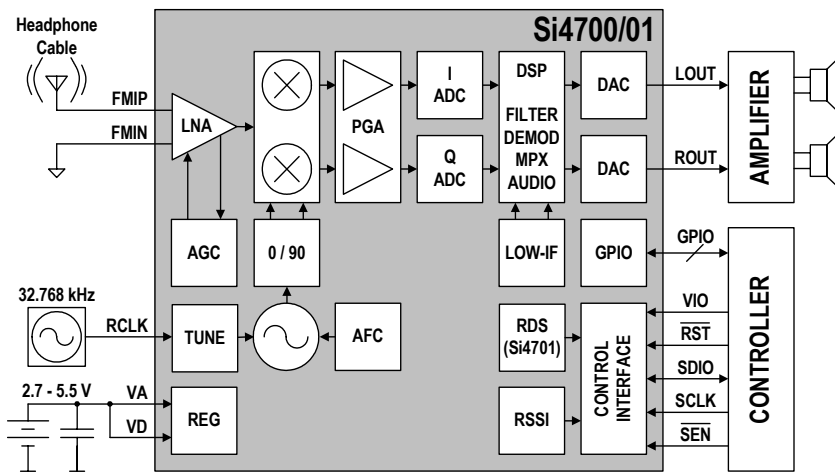 Si4700/01
Headphone
Cable
FMIP
FMIN
LNA
PGA
I
ADC
Q
ADC
DSP
FILTER
DEMOD
MPX
AUDIO
DAC
DAC
LOUT
ROUT
AMPLIFIER
AGC
0 / 90
LOW-IF
GPIO
GPIO
32.768 kHz
RCLK
TUNE
AFC
RDS
(Si4701)
CONTROL
INTERFACE
VIO
RST
SDIO
SCLK
SEN
CONTROLLER
2.7 - 5.5 V
VA
VD
REG
RSSI